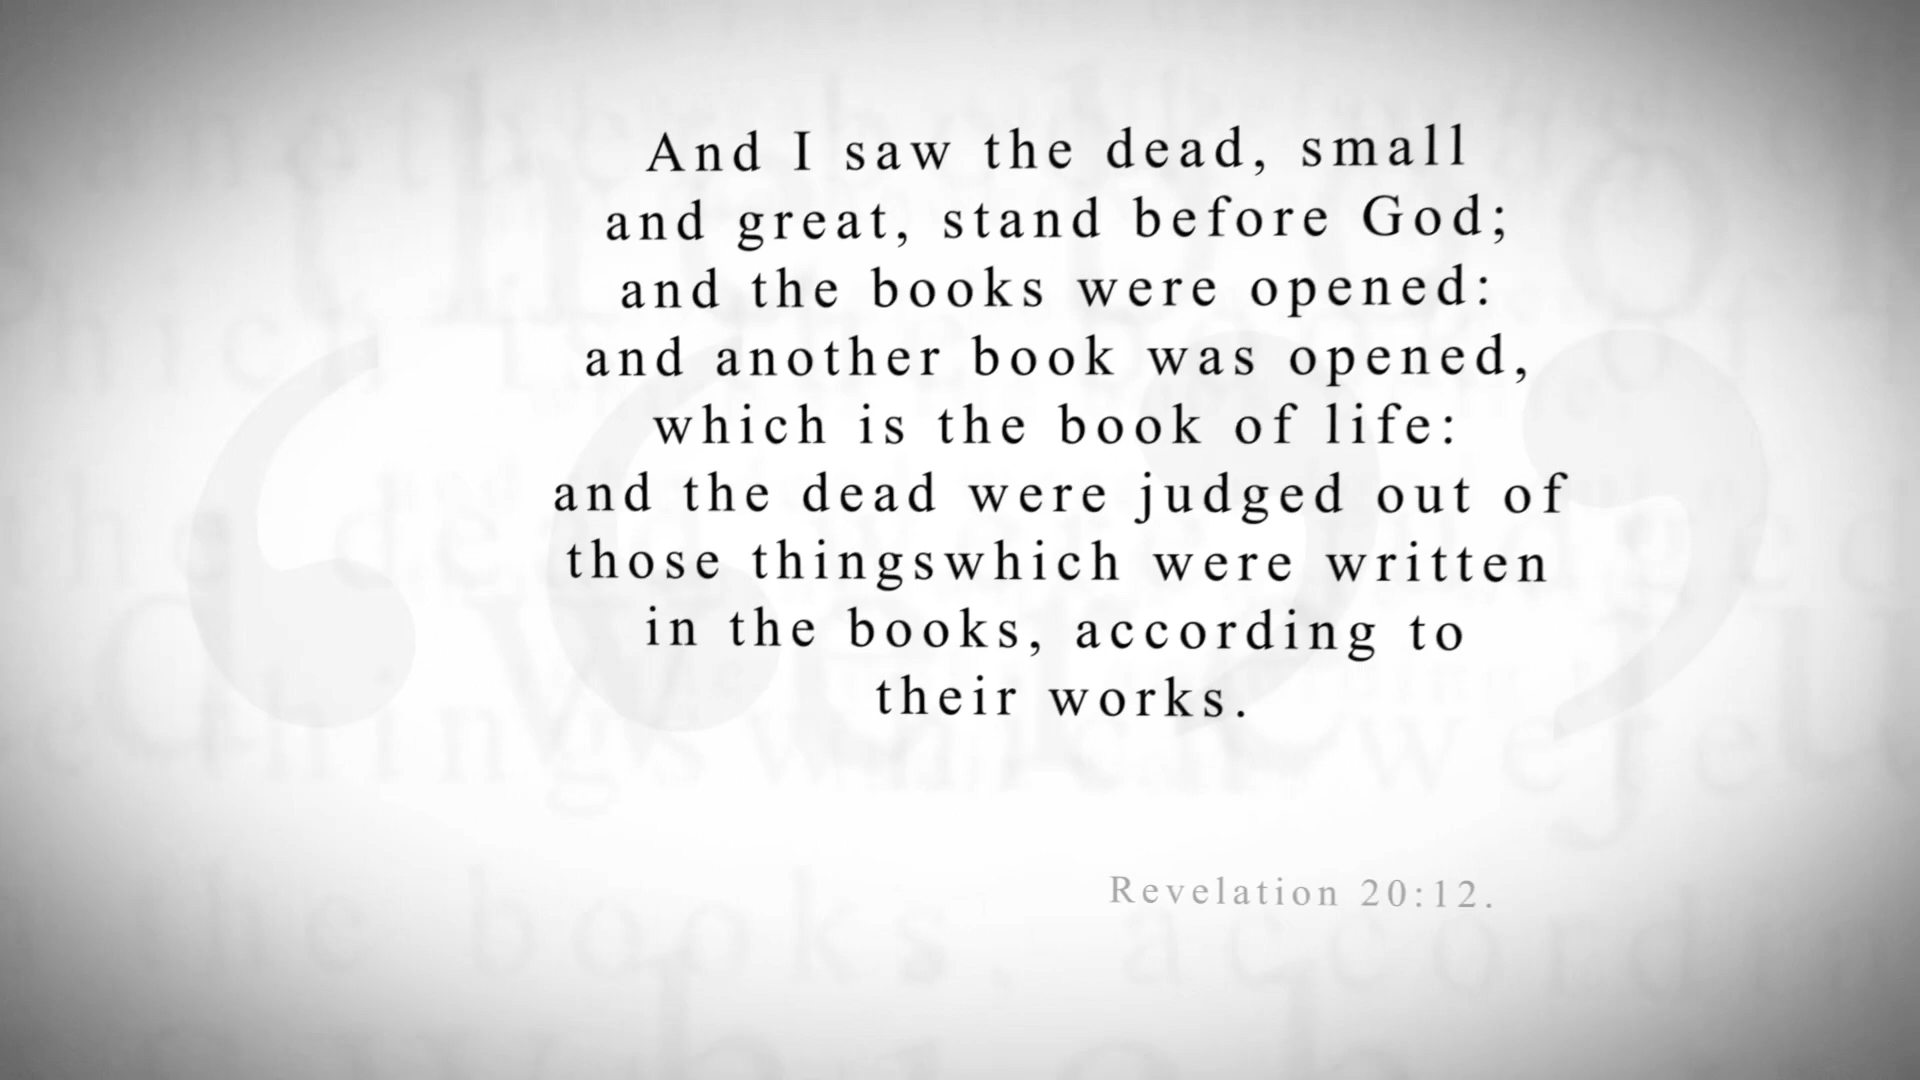 And I saw the dead, small
and great, stand before God;
and the books were opened:
and another book was opened,
which is the book of life:
and the dead were judged out of
those thingswhich were written
in the books, according to
their works.
Revelation 20:12.